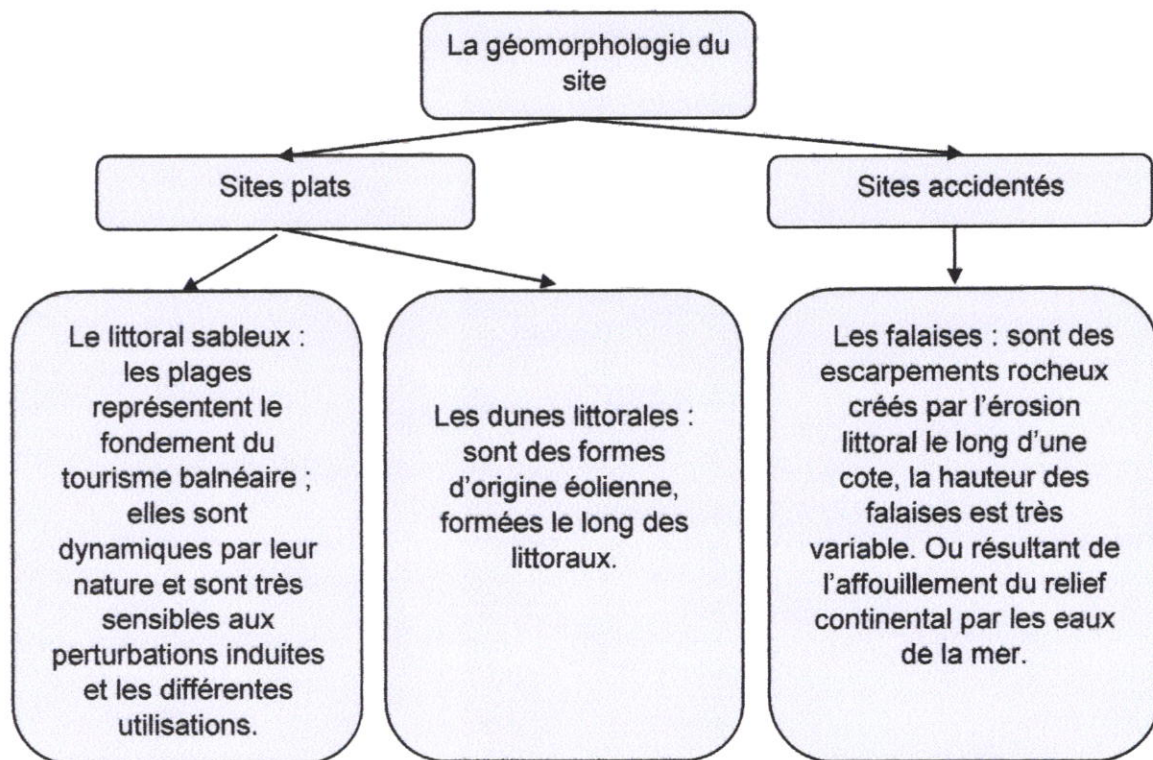 La géomorphologie du
site
Sites plats
Sites accidentés
Le littoral sableux :
les plages
représentent le
fondement du
tourisme balnéaire ;
elles sont
dynamiques par leur
nature et sont très
sensibles aux
perturbations induites
et les différentes
utilisations.
Les dunes littorales :
sont des formes
d'origine éolienne,
formées le long des
littoraux.
Les falaises : sont des
escarpements rocheux
créés par l'érosion
littoral le long d'une
cote, la hauteur des
falaises est très
variable. Ou résultant de
l'affouillement du relief
continental par les eaux
de la mer.